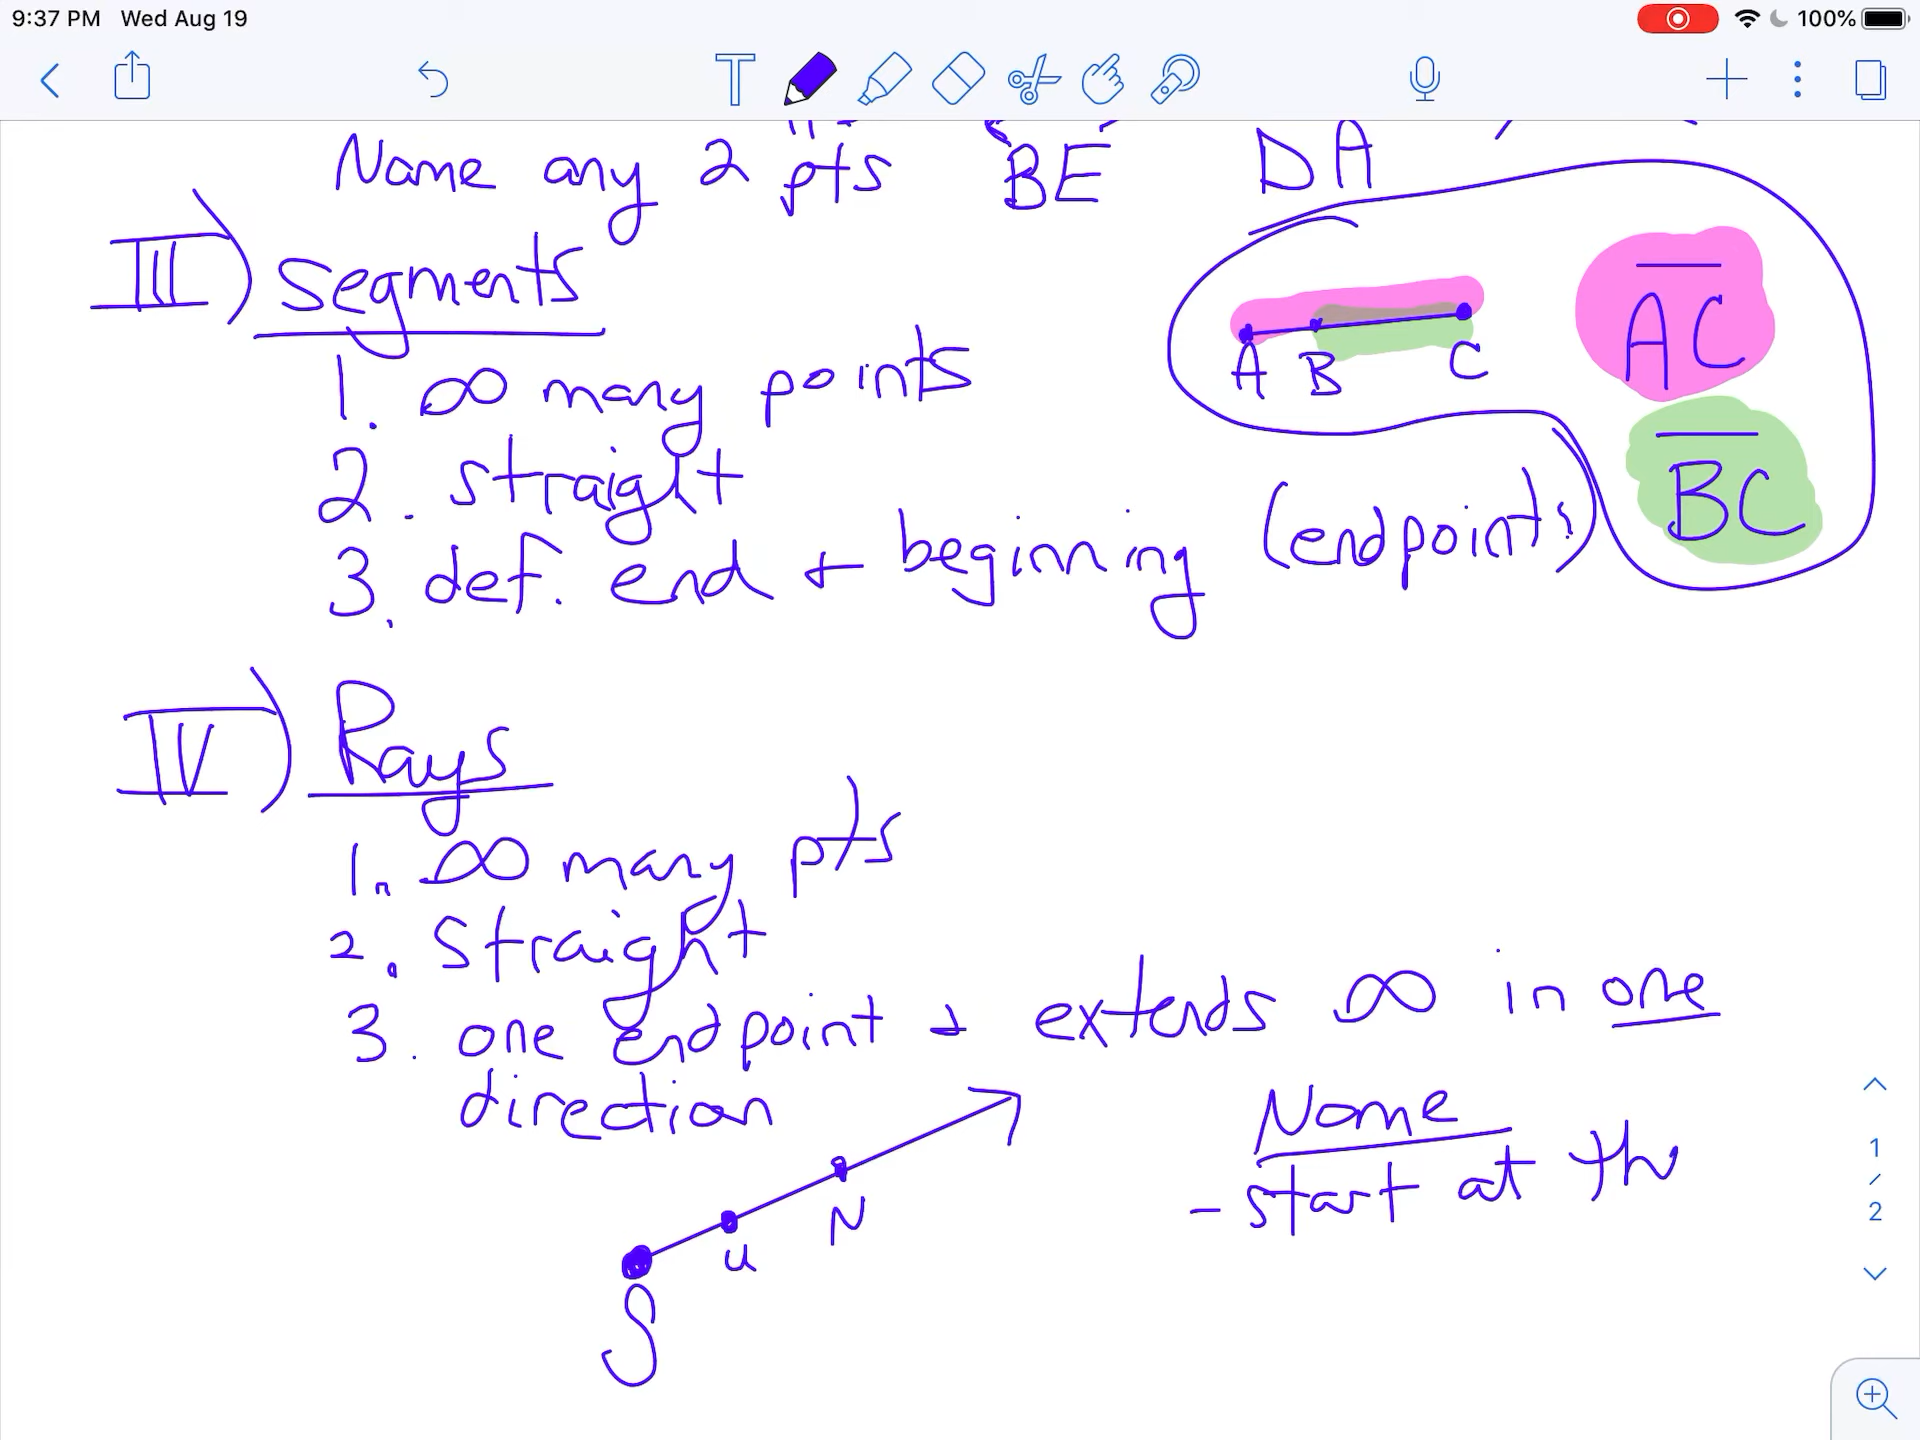 9:37 PM Wed Aug 19 100%
Name any 2 pts BE DA
III) segments
A B C
AC
BC
1. ∞ many points
2. straight
3. def. end + beginning (endpoints)
IV) Rays
1. ∞ many pts
2. straight
3. one endpoint + extends ∞ in one
direction
S U N
Name
- start at th
1
/
2